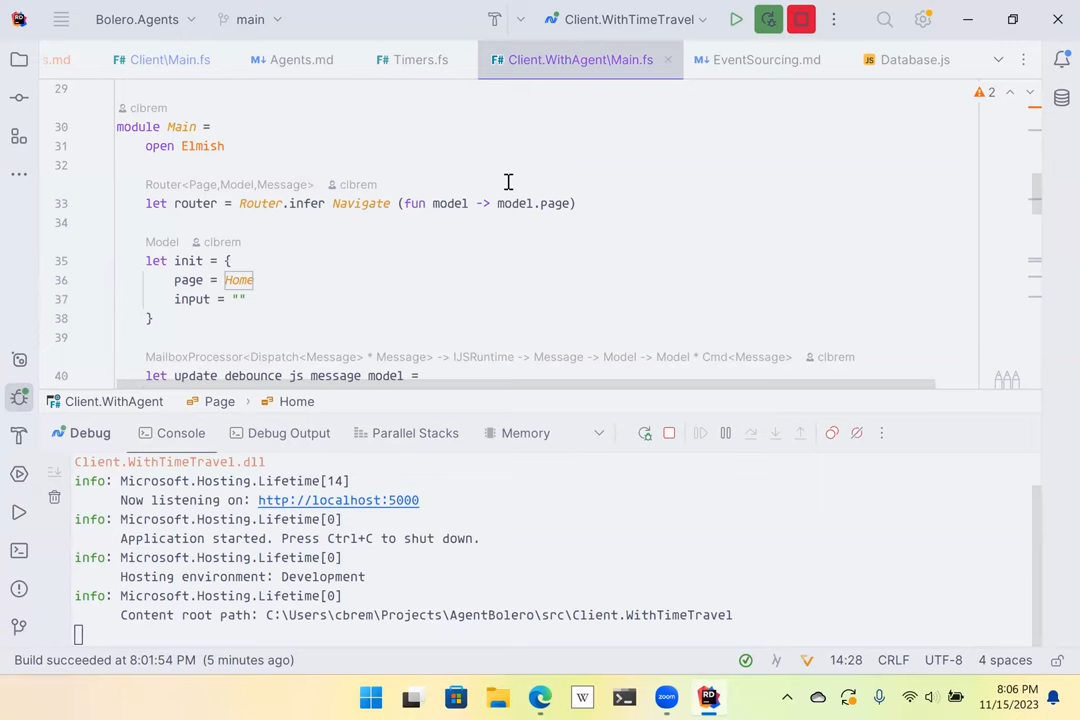 Bolero.Agents
main
Client.WithTimeTravel
s.md
F# Client\Main.fs
M↓ Agents.md
F# Timers.fs
F# Client.WithAgent\Main.fs
M↓ EventSourcing.md
JS Database.js
29
clbrem
2
30 module Main =
31 open Elmish
32
Router<Page,Model,Message> clbrem
33 let router = Router.infer Navigate (fun model -> model.page)
34
Model clbrem
35 let init = {
36 page = Home
37 input = ""
38 }
39
MailboxProcessor<Dispatch<Message> * Message> -> IJSRuntime -> Message -> Model -> Model * Cmd<Message> clbrem
40 let update debounce js message model =
Client.WithAgent Page Home
Debug Console Debug Output Parallel Stacks Memory
Client.WithTimeTravel.dll
info: Microsoft.Hosting.Lifetime[14]
Now listening on: http://localhost:5000
info: Microsoft.Hosting.Lifetime[0]
Application started. Press Ctrl+C to shut down.
info: Microsoft.Hosting.Lifetime[0]
Hosting environment: Development
info: Microsoft.Hosting.Lifetime[0]
Content root path: C:\Users\cbrem\Projects\AgentBolero\src\Client.WithTimeTravel
Build succeeded at 8:01:54 PM (5 minutes ago)
14:28 CRLF UTF-8 4 spaces
W
zoom
RD
8:06 PM
11/15/2023